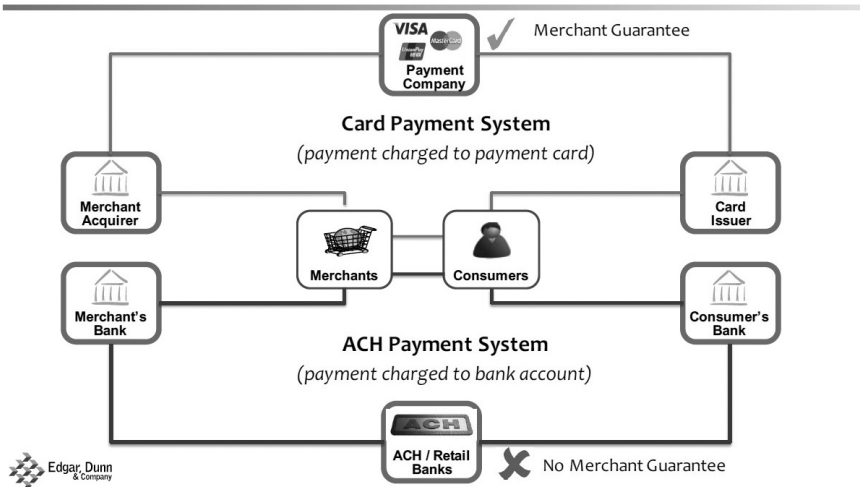 VISA
MasterCard
UnionPay
Merchant Guarantee
Payment
Company
Card Payment System
(payment charged to payment card)
Merchant
Acquirer
Card
Issuer
Merchants
Consumers
Merchant's
Bank
Consumer's
Bank
ACH Payment System
(payment charged to bank account)
ACH
ACH / Retail
Banks
No Merchant Guarantee
Edgar, Dunn
& Company